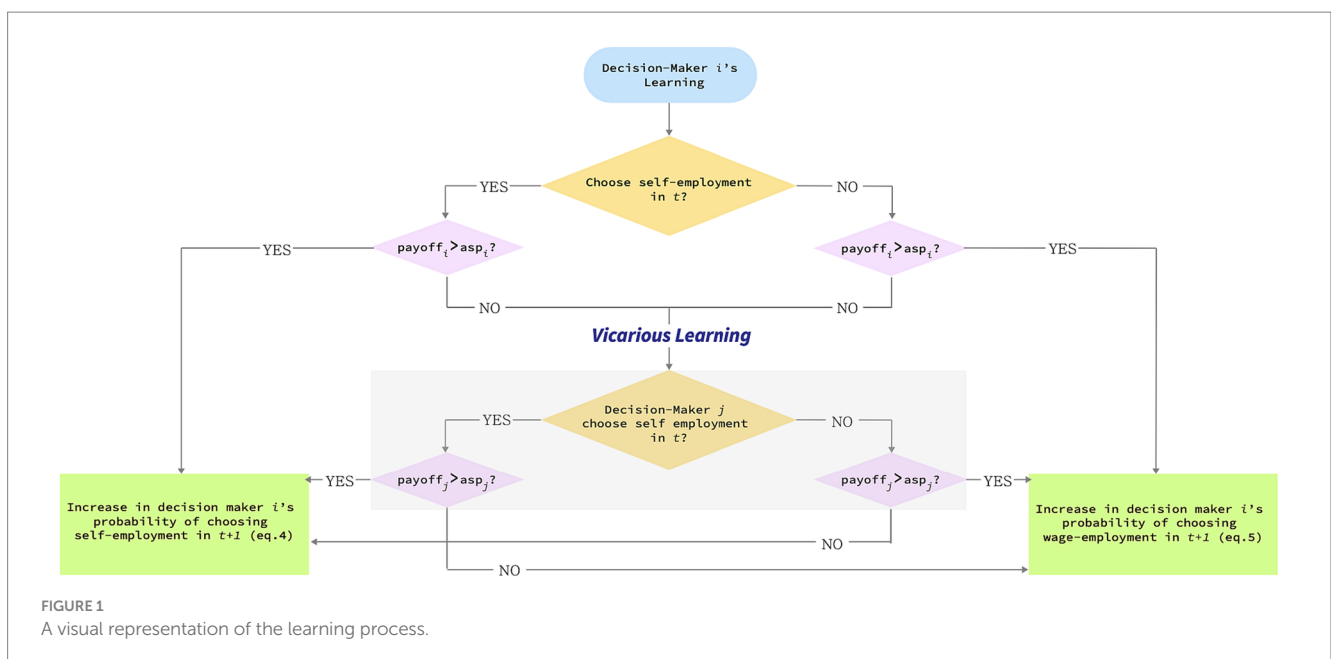 Decision-Maker i's
Learning
Choose self-employment
in t?
YES
NO
payoffᵢ>aspᵢ?
payoffᵢ>aspᵢ?
YES
YES
NO
NO
Vicarious Learning
Decision-Maker j
choose self employment
in t?
YES
NO
payoffⱼ>aspⱼ?
payoffⱼ>aspⱼ?
YES
YES
Increase in decision maker i's
probability of choosing
self-employment in t+1 (eq.4)
Increase in decision maker i's
probability of choosing
wage-employment in t+1 (eq.5)
NO
NO
FIGURE 1
A visual representation of the learning process.